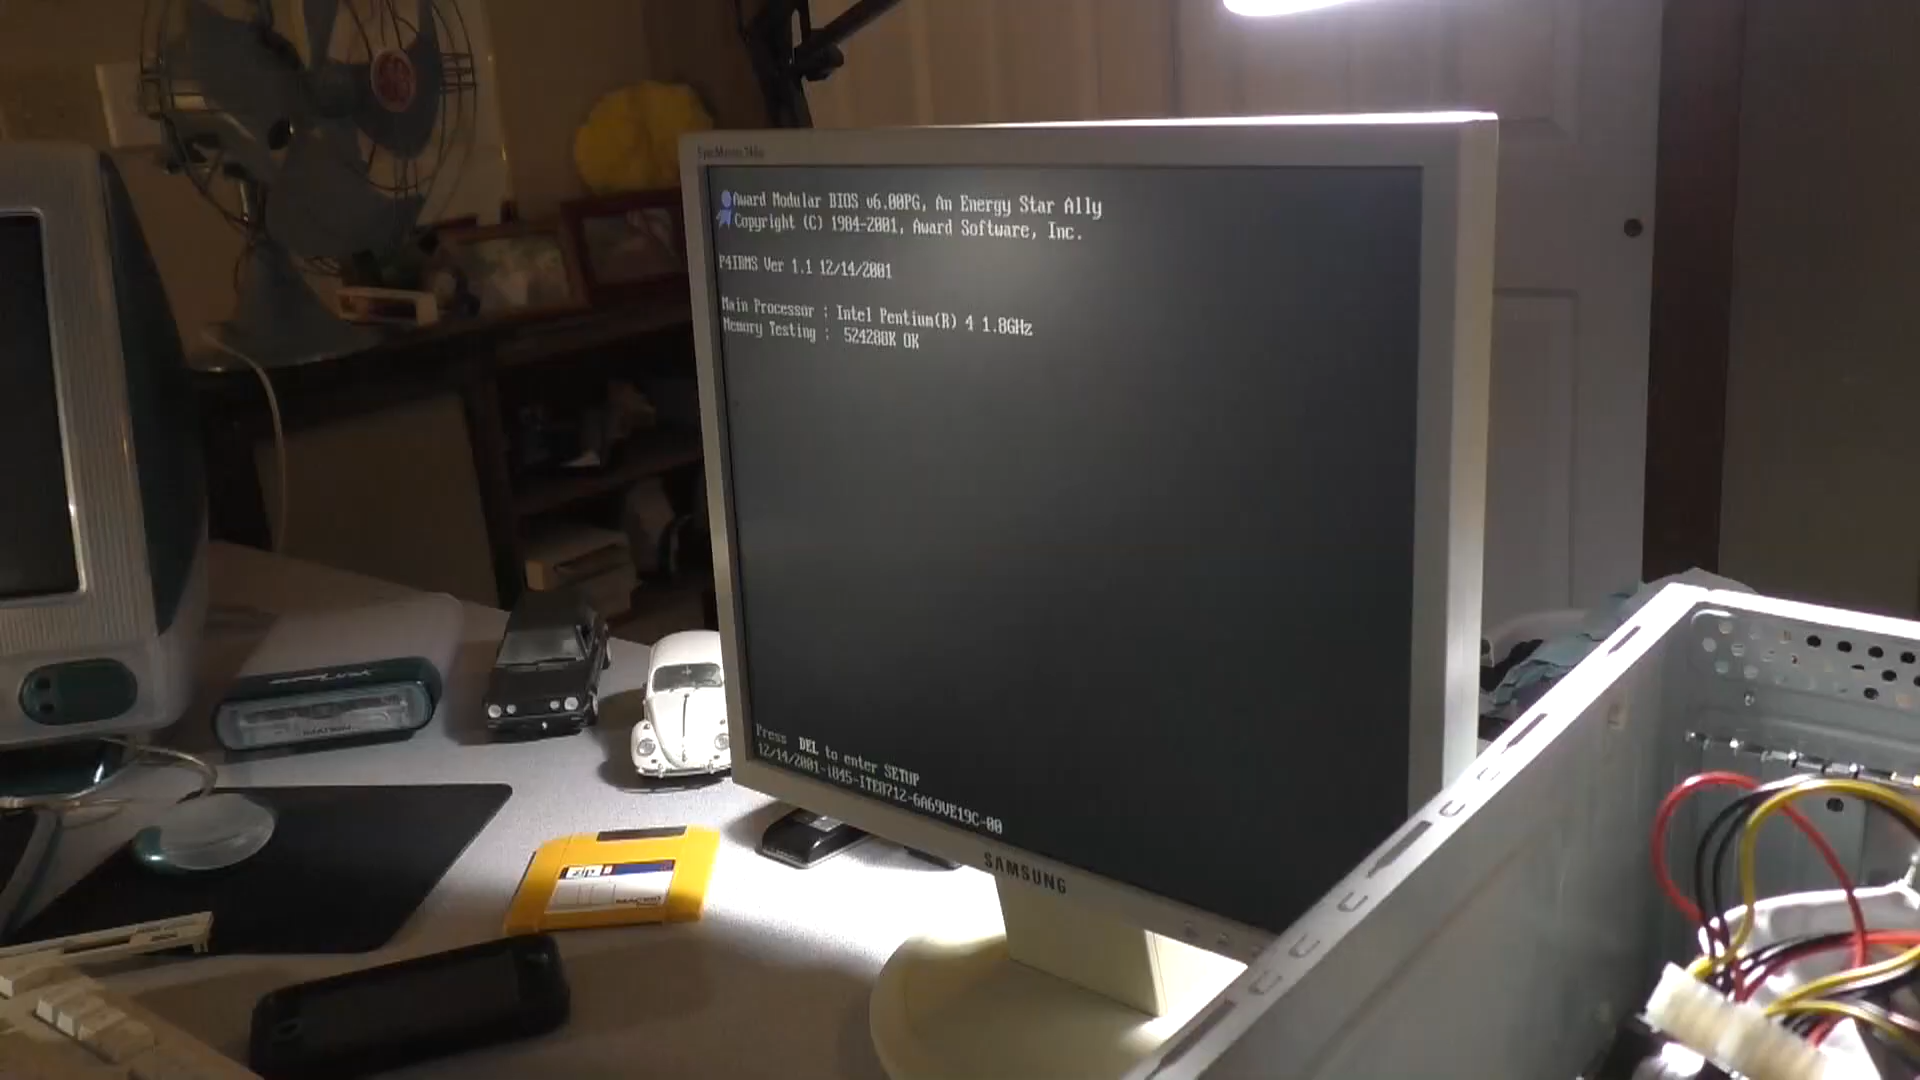 Award Modular BIOS v6.00PG, An Energy Star Ally
Copyright (C) 1984-2001, Award Software, Inc.
P4IBMS Ver 1.1 12/14/2001
Main Processor : Intel Pentium(R) 4 1.8GHz
Memory Testing : 524288K OK
Press DEL to enter SETUP
12/14/2001-i845-ITE8712-6A69VE19C-00
SAMSUNG
zip